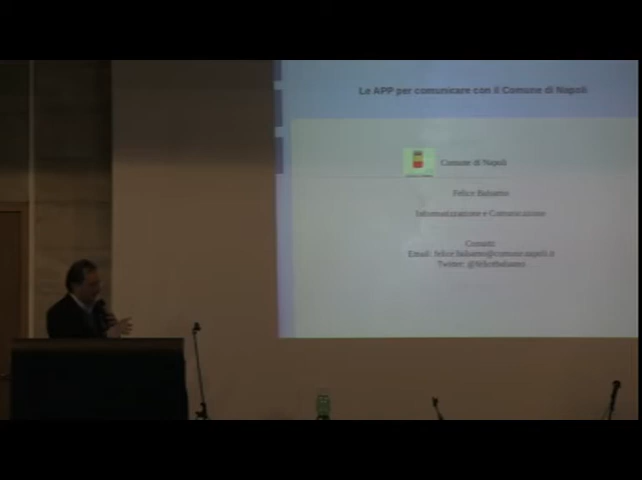 Le APP per comunicare con il Comune di Napoli
Comune di Napoli
Felice Balsamo
Informatizzazione e Comunicazione
Contatti
Email: felice.balsamo@comune.napoli.it
Twitter: @felicebalsamo